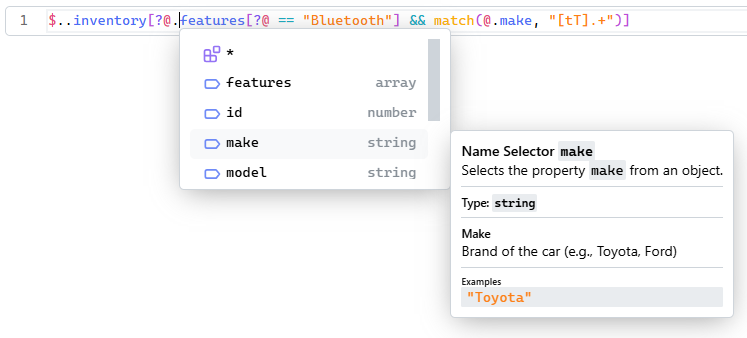 1 $..inventory[?@.features[?@ == "Bluetooth"] && match(@.make, "[tT].+")]
*
features array
id number
make string
model string
Name Selector make
Selects the property make from an object.
Type: string
Make
Brand of the car (e.g., Toyota, Ford)
Examples
"Toyota"